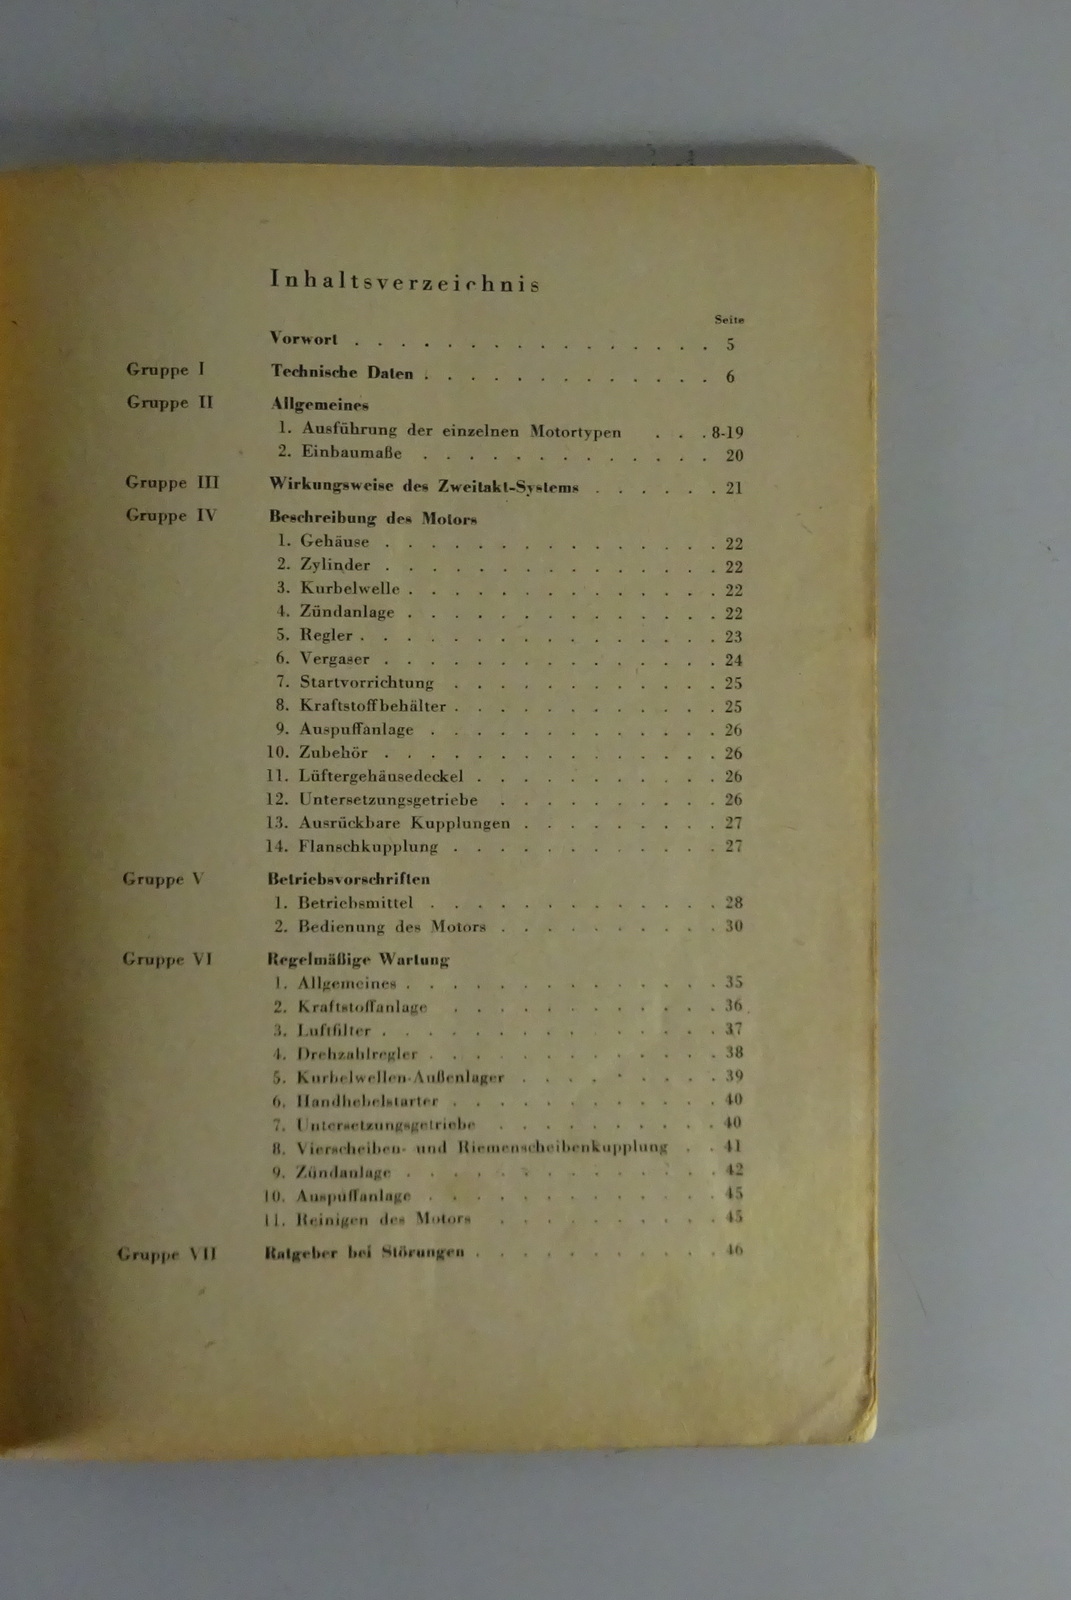 Inhaltsverzeichnis
Seite
Vorwort . . . . . . . . . . . . . . . . 5
Gruppe I Technische Daten . . . . . . . . . . . . . 6
Gruppe II Allgemeines
1. Ausführung der einzelnen Motortypen . . . 8-19
2. Einbaumaße . . . . . . . . . . . . . 20
Gruppe III Wirkungsweise des Zweitakt-Systems . . . . . . 21
Gruppe IV Beschreibung des Motors
1. Gehäuse . . . . . . . . . . . . . . . 22
2. Zylinder . . . . . . . . . . . . . . . 22
3. Kurbelwelle . . . . . . . . . . . . . . 22
4. Zündanlage . . . . . . . . . . . . . . 22
5. Regler . . . . . . . . . . . . . . . . 23
6. Vergaser . . . . . . . . . . . . . . . 24
7. Startvorrichtung . . . . . . . . . . . . 25
8. Kraftstoffbehälter . . . . . . . . . . . . 25
9. Auspuffanlage . . . . . . . . . . . . . 26
10. Zubehör . . . . . . . . . . . . . . . 26
11. Lüftergehäusedeckel . . . . . . . . . . . 26
12. Untersetzungsgetriebe . . . . . . . . . . 26
13. Ausrückbare Kupplungen . . . . . . . . . 27
14. Flanschkupplung . . . . . . . . . . . . 27
Gruppe V Betriebsvorschriften
1. Betriebsmittel . . . . . . . . . . . . . 28
2. Bedienung des Motors . . . . . . . . . . 30
Gruppe VI Regelmäßige Wartung
1. Allgemeines . . . . . . . . . . . . . . 35
2. Kraftstoffanlage . . . . . . . . . . . . 36
3. Luftfilter . . . . . . . . . . . . . . . 37
4. Drehzahlregler . . . . . . . . . . . . . 38
5. Kurbelwellen-Außenlager . . . . . . . . . 39
6. Handhebelstarter . . . . . . . . . . . . 40
7. Untersetzungsgetriebe . . . . . . . . . . 40
8. Vierscheiben- und Riemenscheibenkupplung . . 41
9. Zündanlage . . . . . . . . . . . . . . 42
10. Auspuffanlage . . . . . . . . . . . . . 45
11. Reinigen des Motors . . . . . . . . . . 45
Gruppe VII Ratgeber bei Störungen . . . . . . . . . . . 46